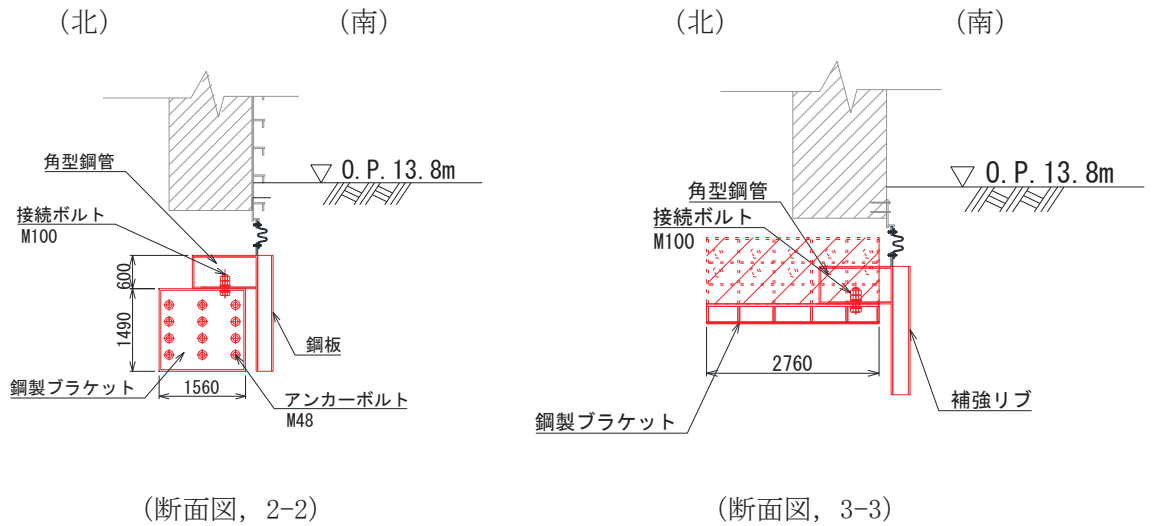 (北)
(南)
角型鋼管
O.P.13.8m
接続ボルト
M100
600
1490
鋼板
1560
鋼製ブラケット
アンカーボルト
M48
(断面図, 2-2)
(北)
(南)
O.P.13.8m
角型鋼管
接続ボルト
M100
2760
補強リブ
鋼製ブラケット
(断面図, 3-3)